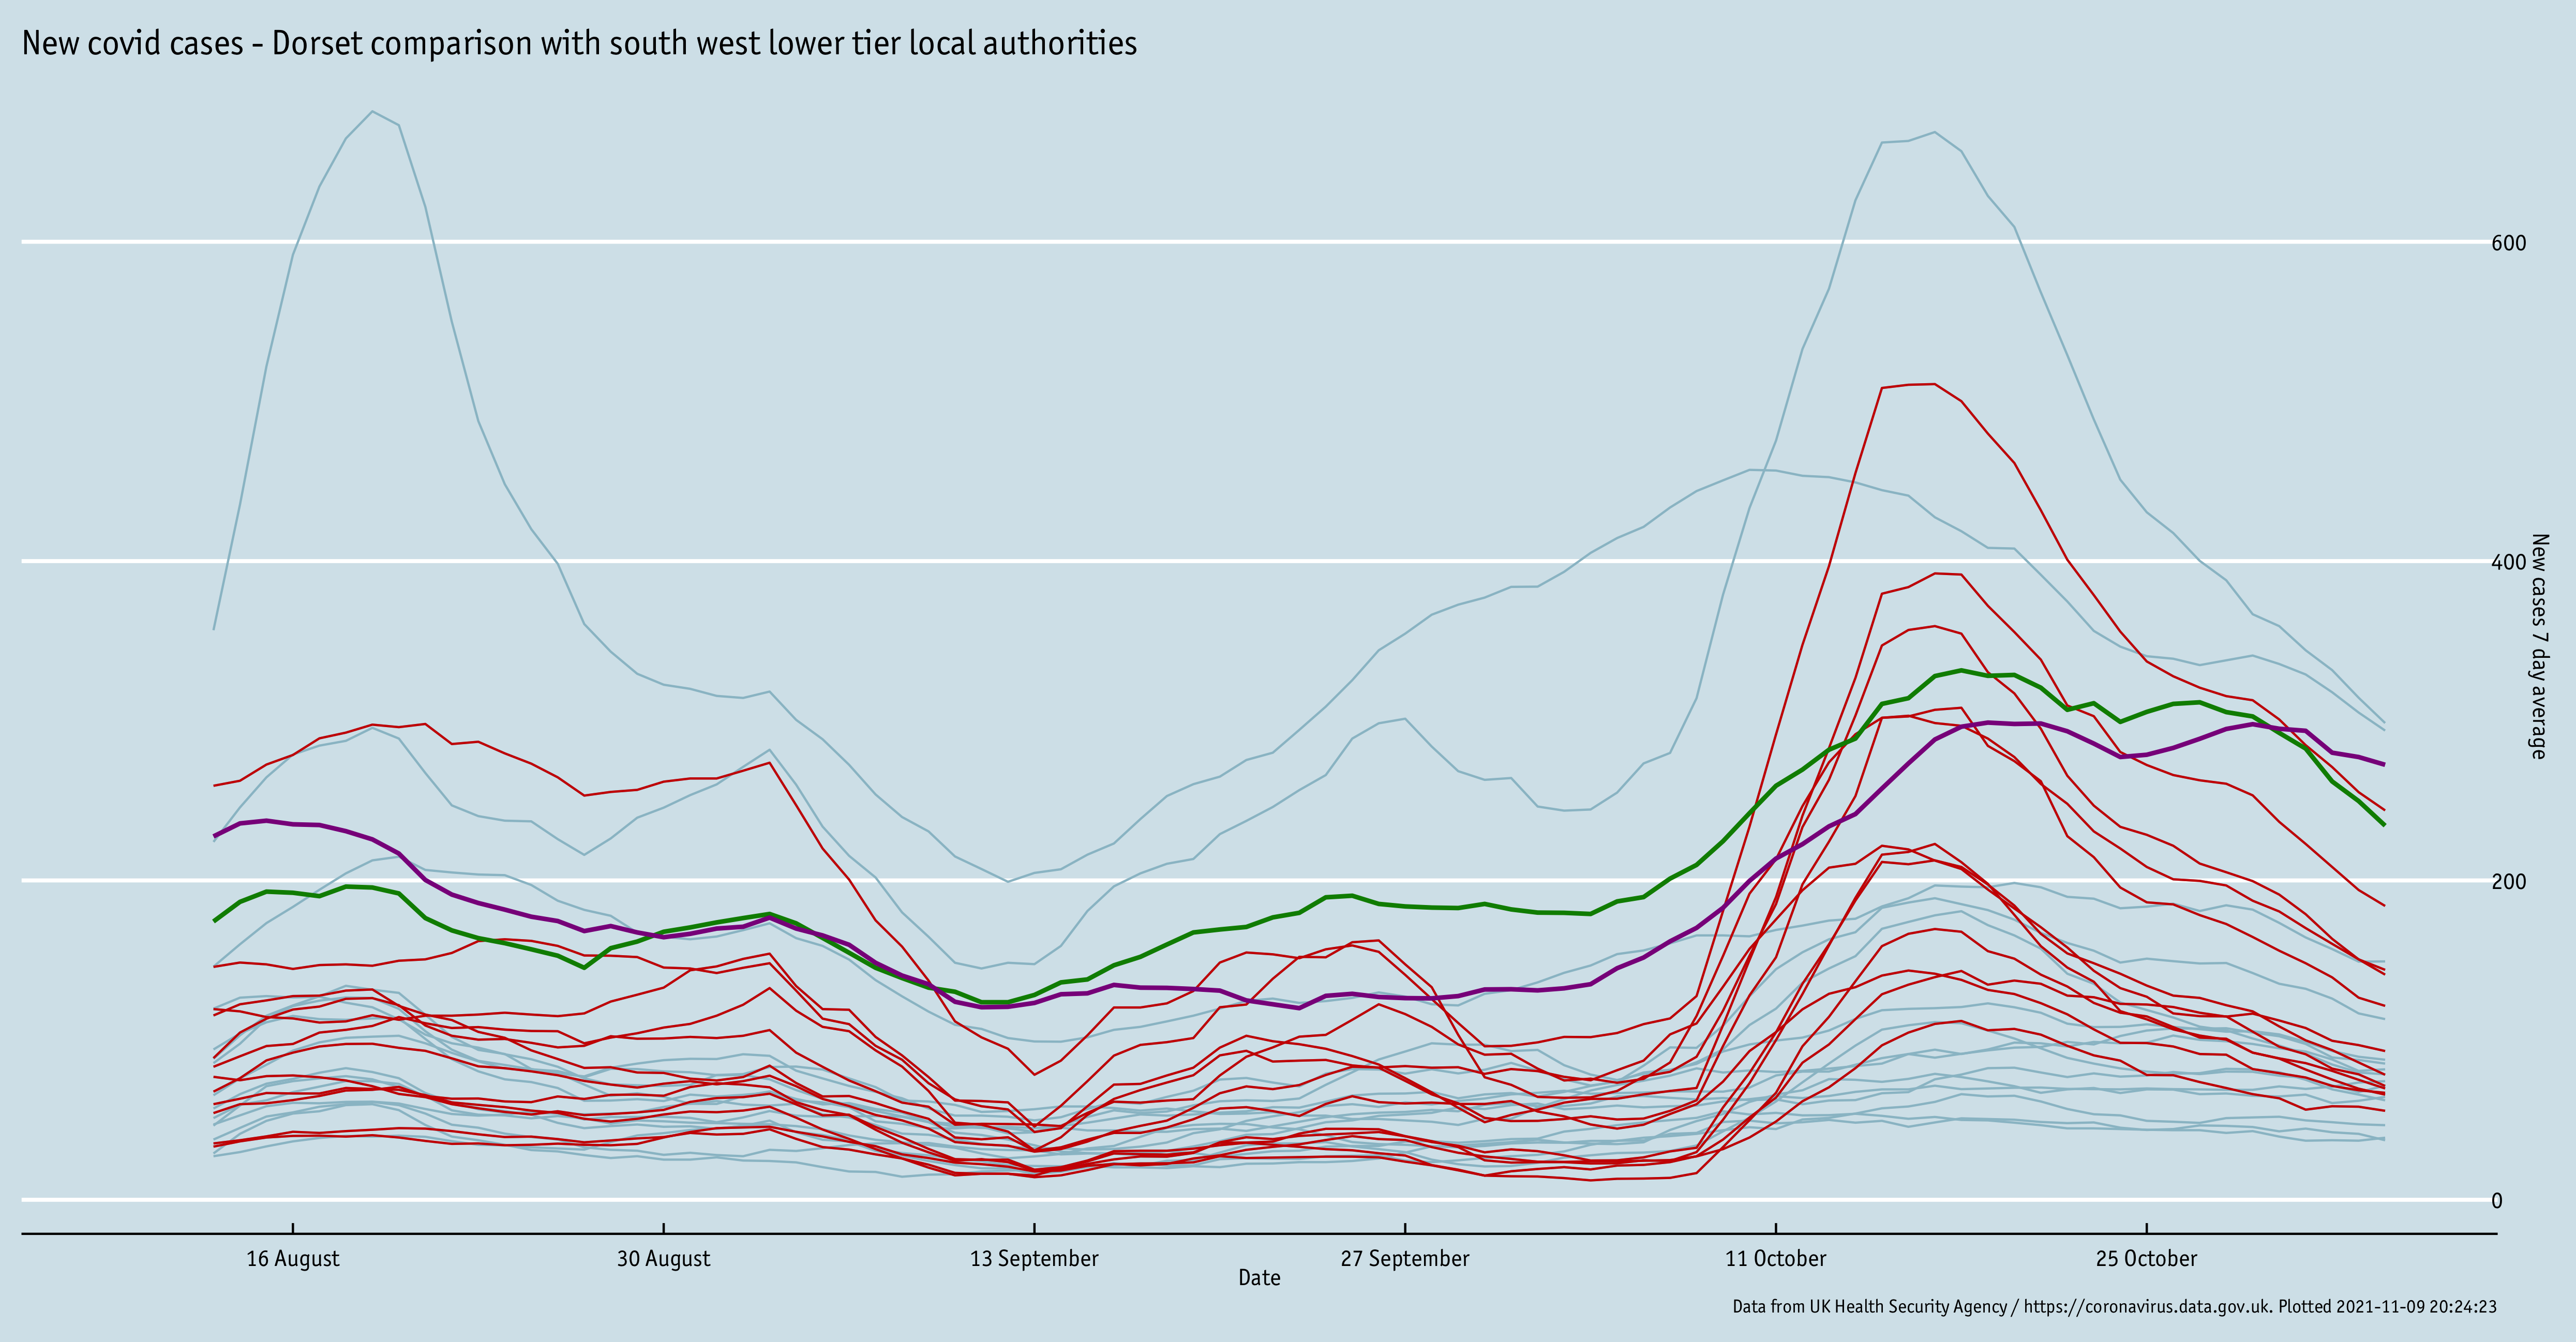 New covid cases - Dorset comparison with south west lower tier local authorities
600
400
200
0
New cases 7 day average
16 August
30 August
13 September
27 September
11 October
25 October
Date
Data from UK Health Security Agency / https://coronavirus.data.gov.uk. Plotted 2021-11-09 20:24:23